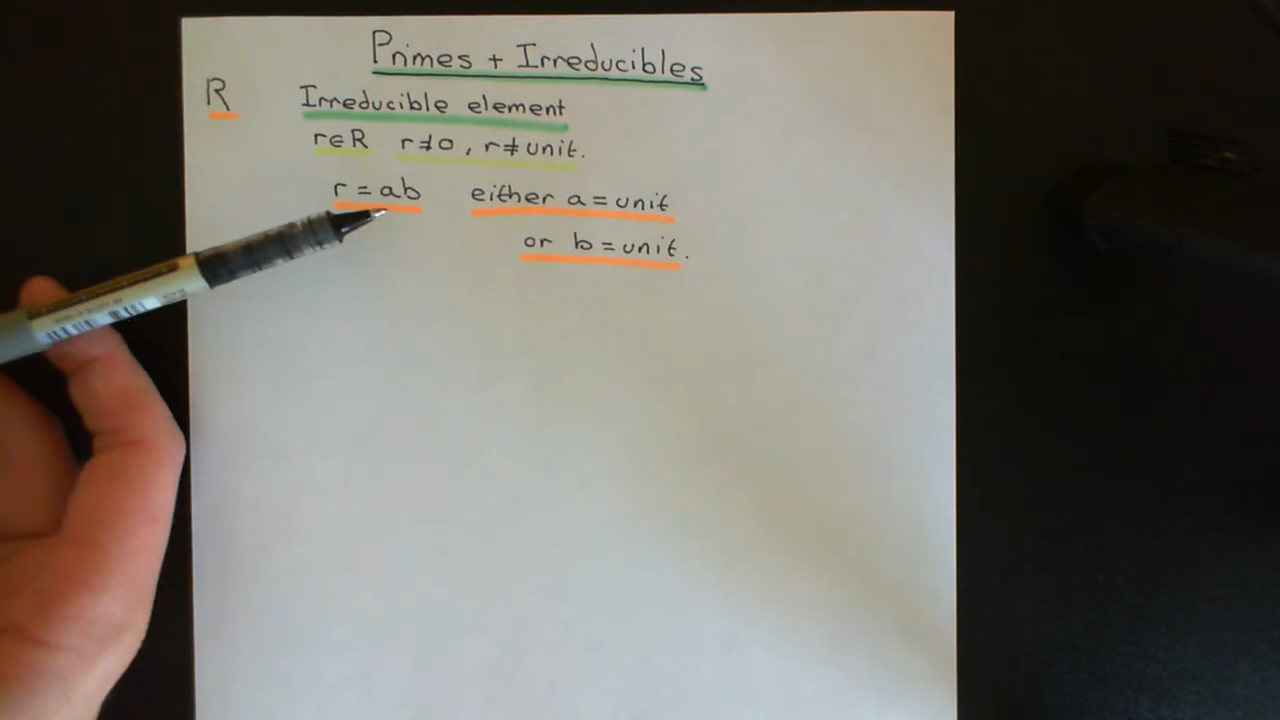 Primes + Irreducibles
R Irreducible element
r∈R r≠0, r≠unit.
r = ab either a = unit
or b = unit.